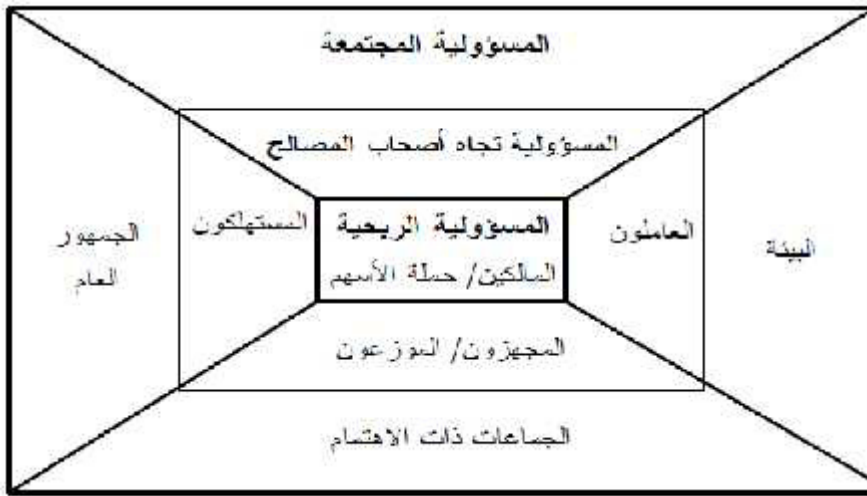 المسؤولية المجتمعة
المسؤولية تجاه أصحاب المصالح
العاملون
المسؤولية الربحية
المستهلكون
البيئة
المالكين/ حملة الأسهم
الجمهور
العام
المجهزون/ الموزعون
الجماعات ذات الاهتمام